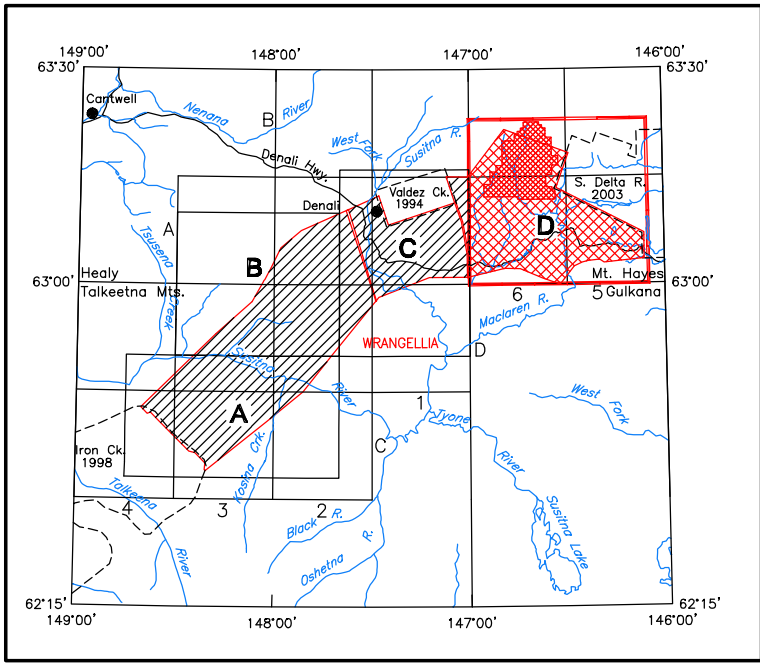 149°00'
148°00'
147°00'
146°00'
63°30'
63°30'
Cantwell
Nenana
River
B
West Fork
Susitna R.
Denali Hwy.
Valdez Ck.
1994
S. Delta R.
2003
Denali
A
Tsusena
Creek
B
C
D
63°00'
Healy
Talkeetna Mts.
63°00'
Mt. Hayes
Gulkana
6
5
Maclaren R.
WRANGELLIA
D
Susitna
River
West
Fork
1
A
Tyone
River
C
Iron Ck.
1998
Kosina Crk.
Talkeena
River
4
3
2
Black R.
Oshetna
R.
Susitna Lake
62°15'
62°15'
149°00'
148°00'
147°00'
146°00'